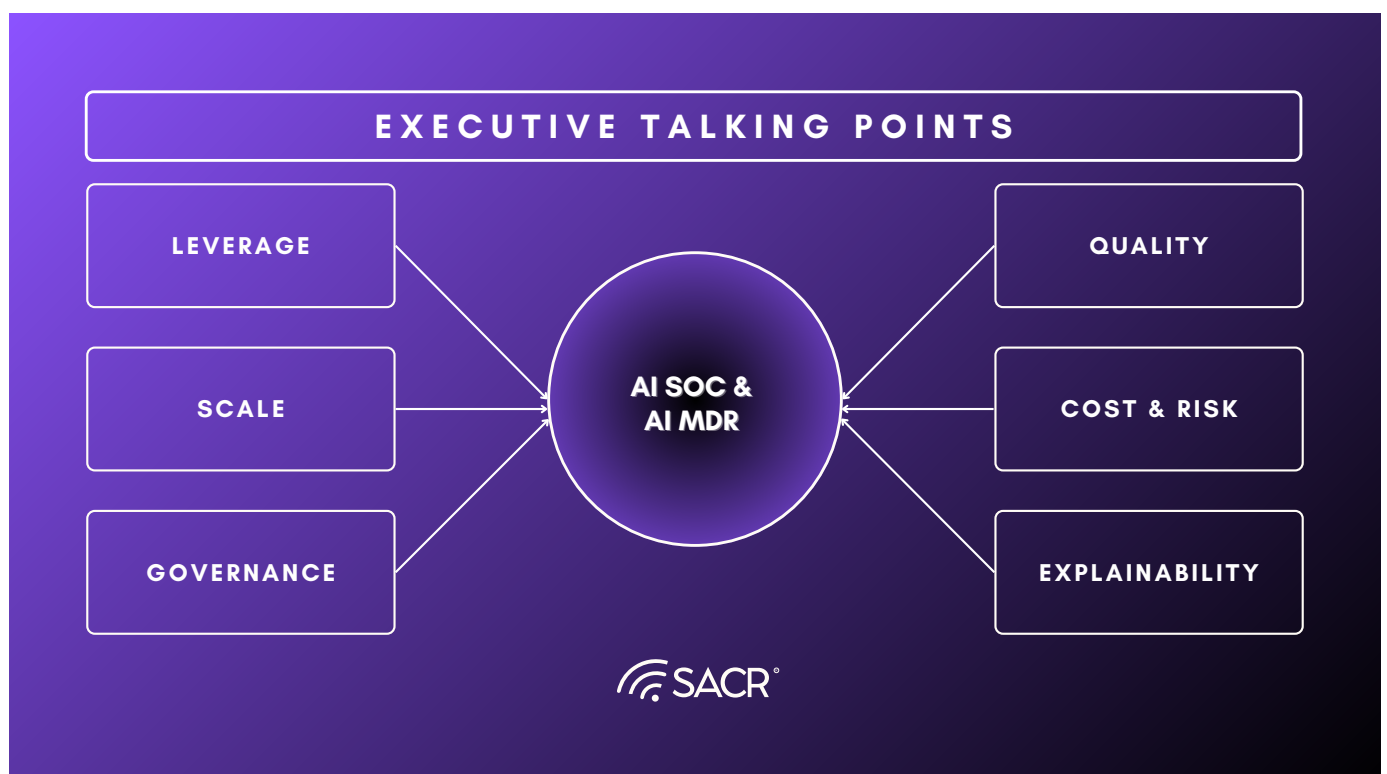 EXECUTIVE TALKING POINTS
LEVERAGE
SCALE
GOVERNANCE
AI SOC &
AI MDR
QUALITY
COST & RISK
EXPLAINABILITY
SACR